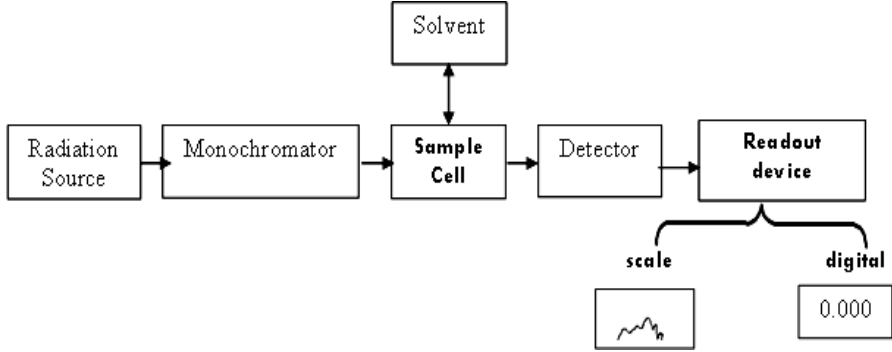 Solvent
Radiation
Source
Monochromator
Sample
Cell
Detector
Readout
device
scale
digital
0.000